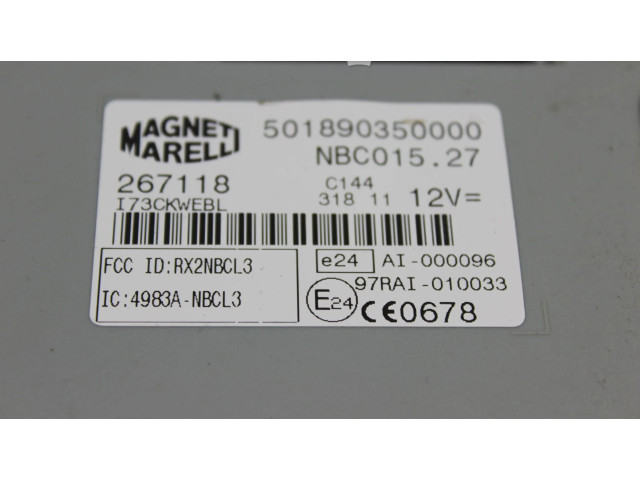 MAGNETI MARELLI
501890350000
NBC015.27
267118
C144
318 11 12V=
I73CKWEBL
FCC ID:RX2NBCL3
IC:4983A-NBCL3
e24 AI-000096
97RAI-010033
E24
CE0678